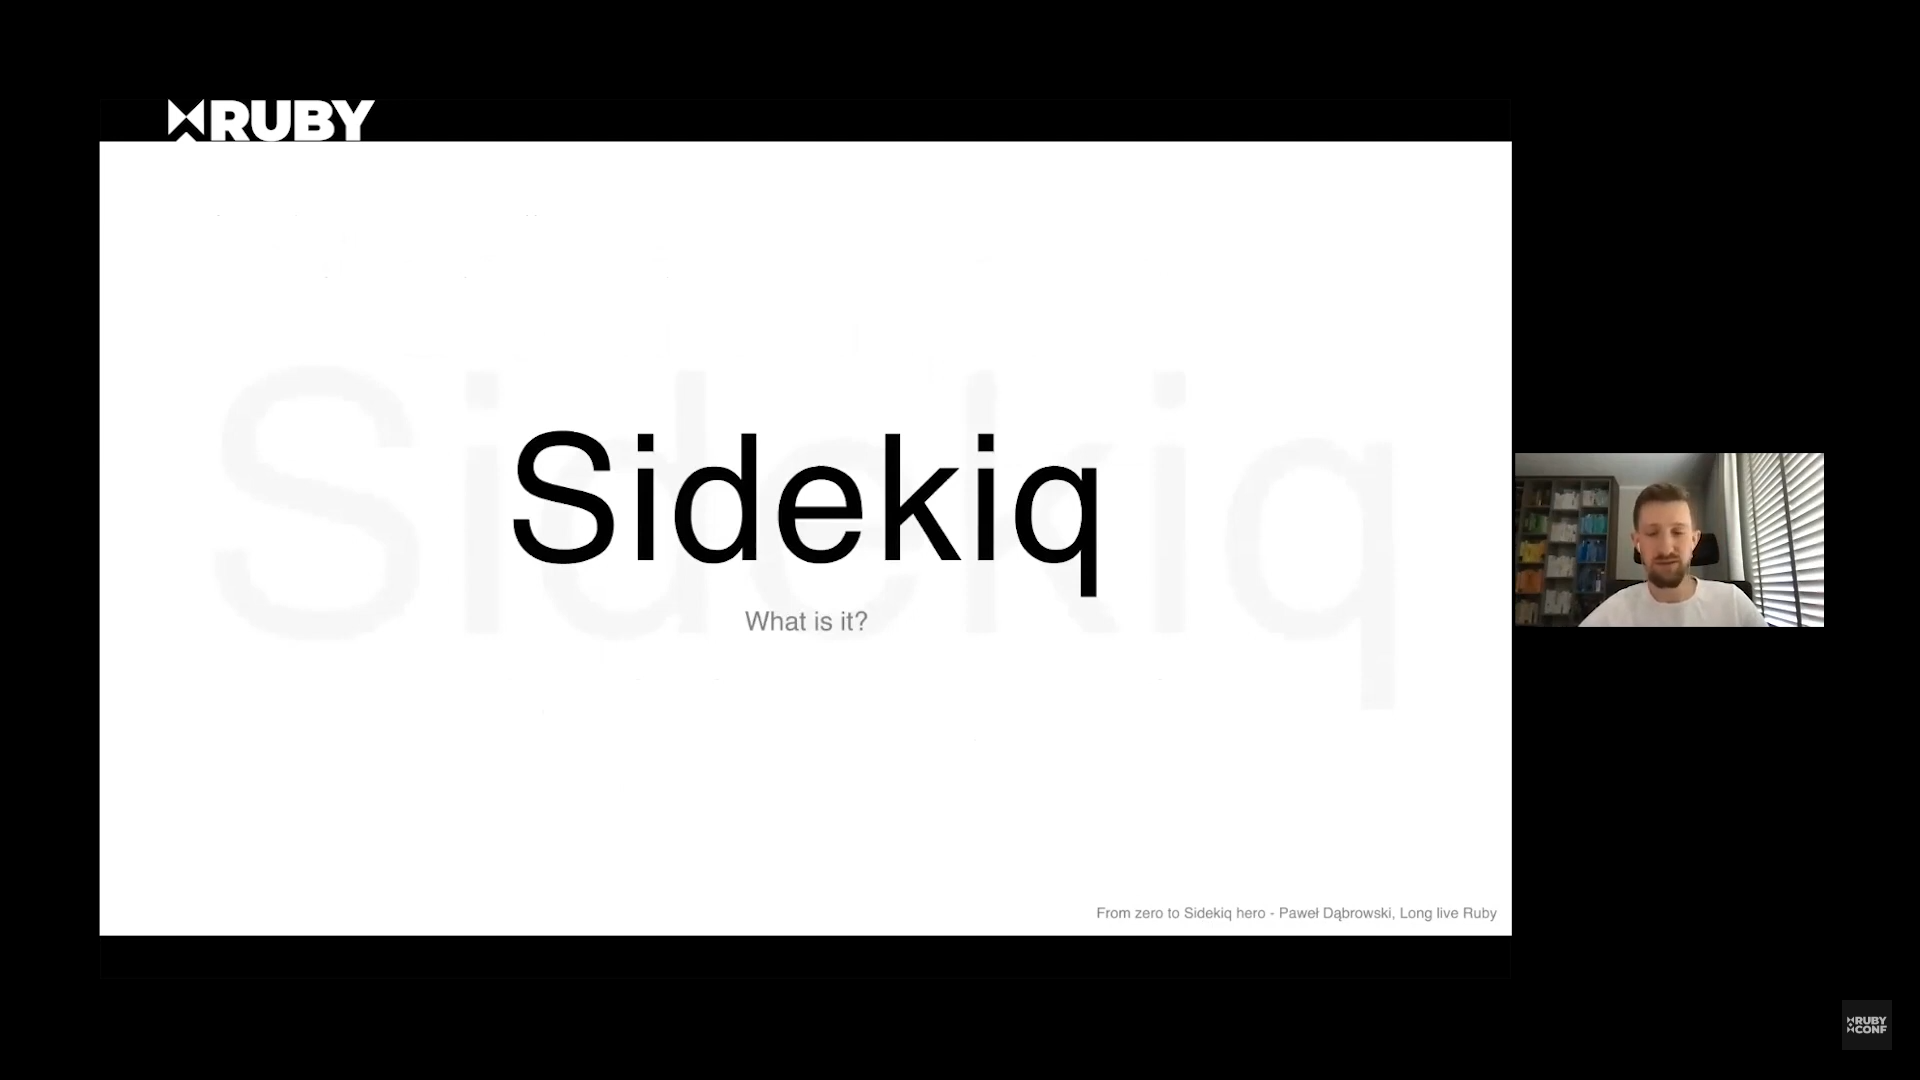 RUBY
Sidekiq
What is it?
From zero to Sidekiq hero - Paweł Dąbrowski, Long live Ruby
RUBY
CONF